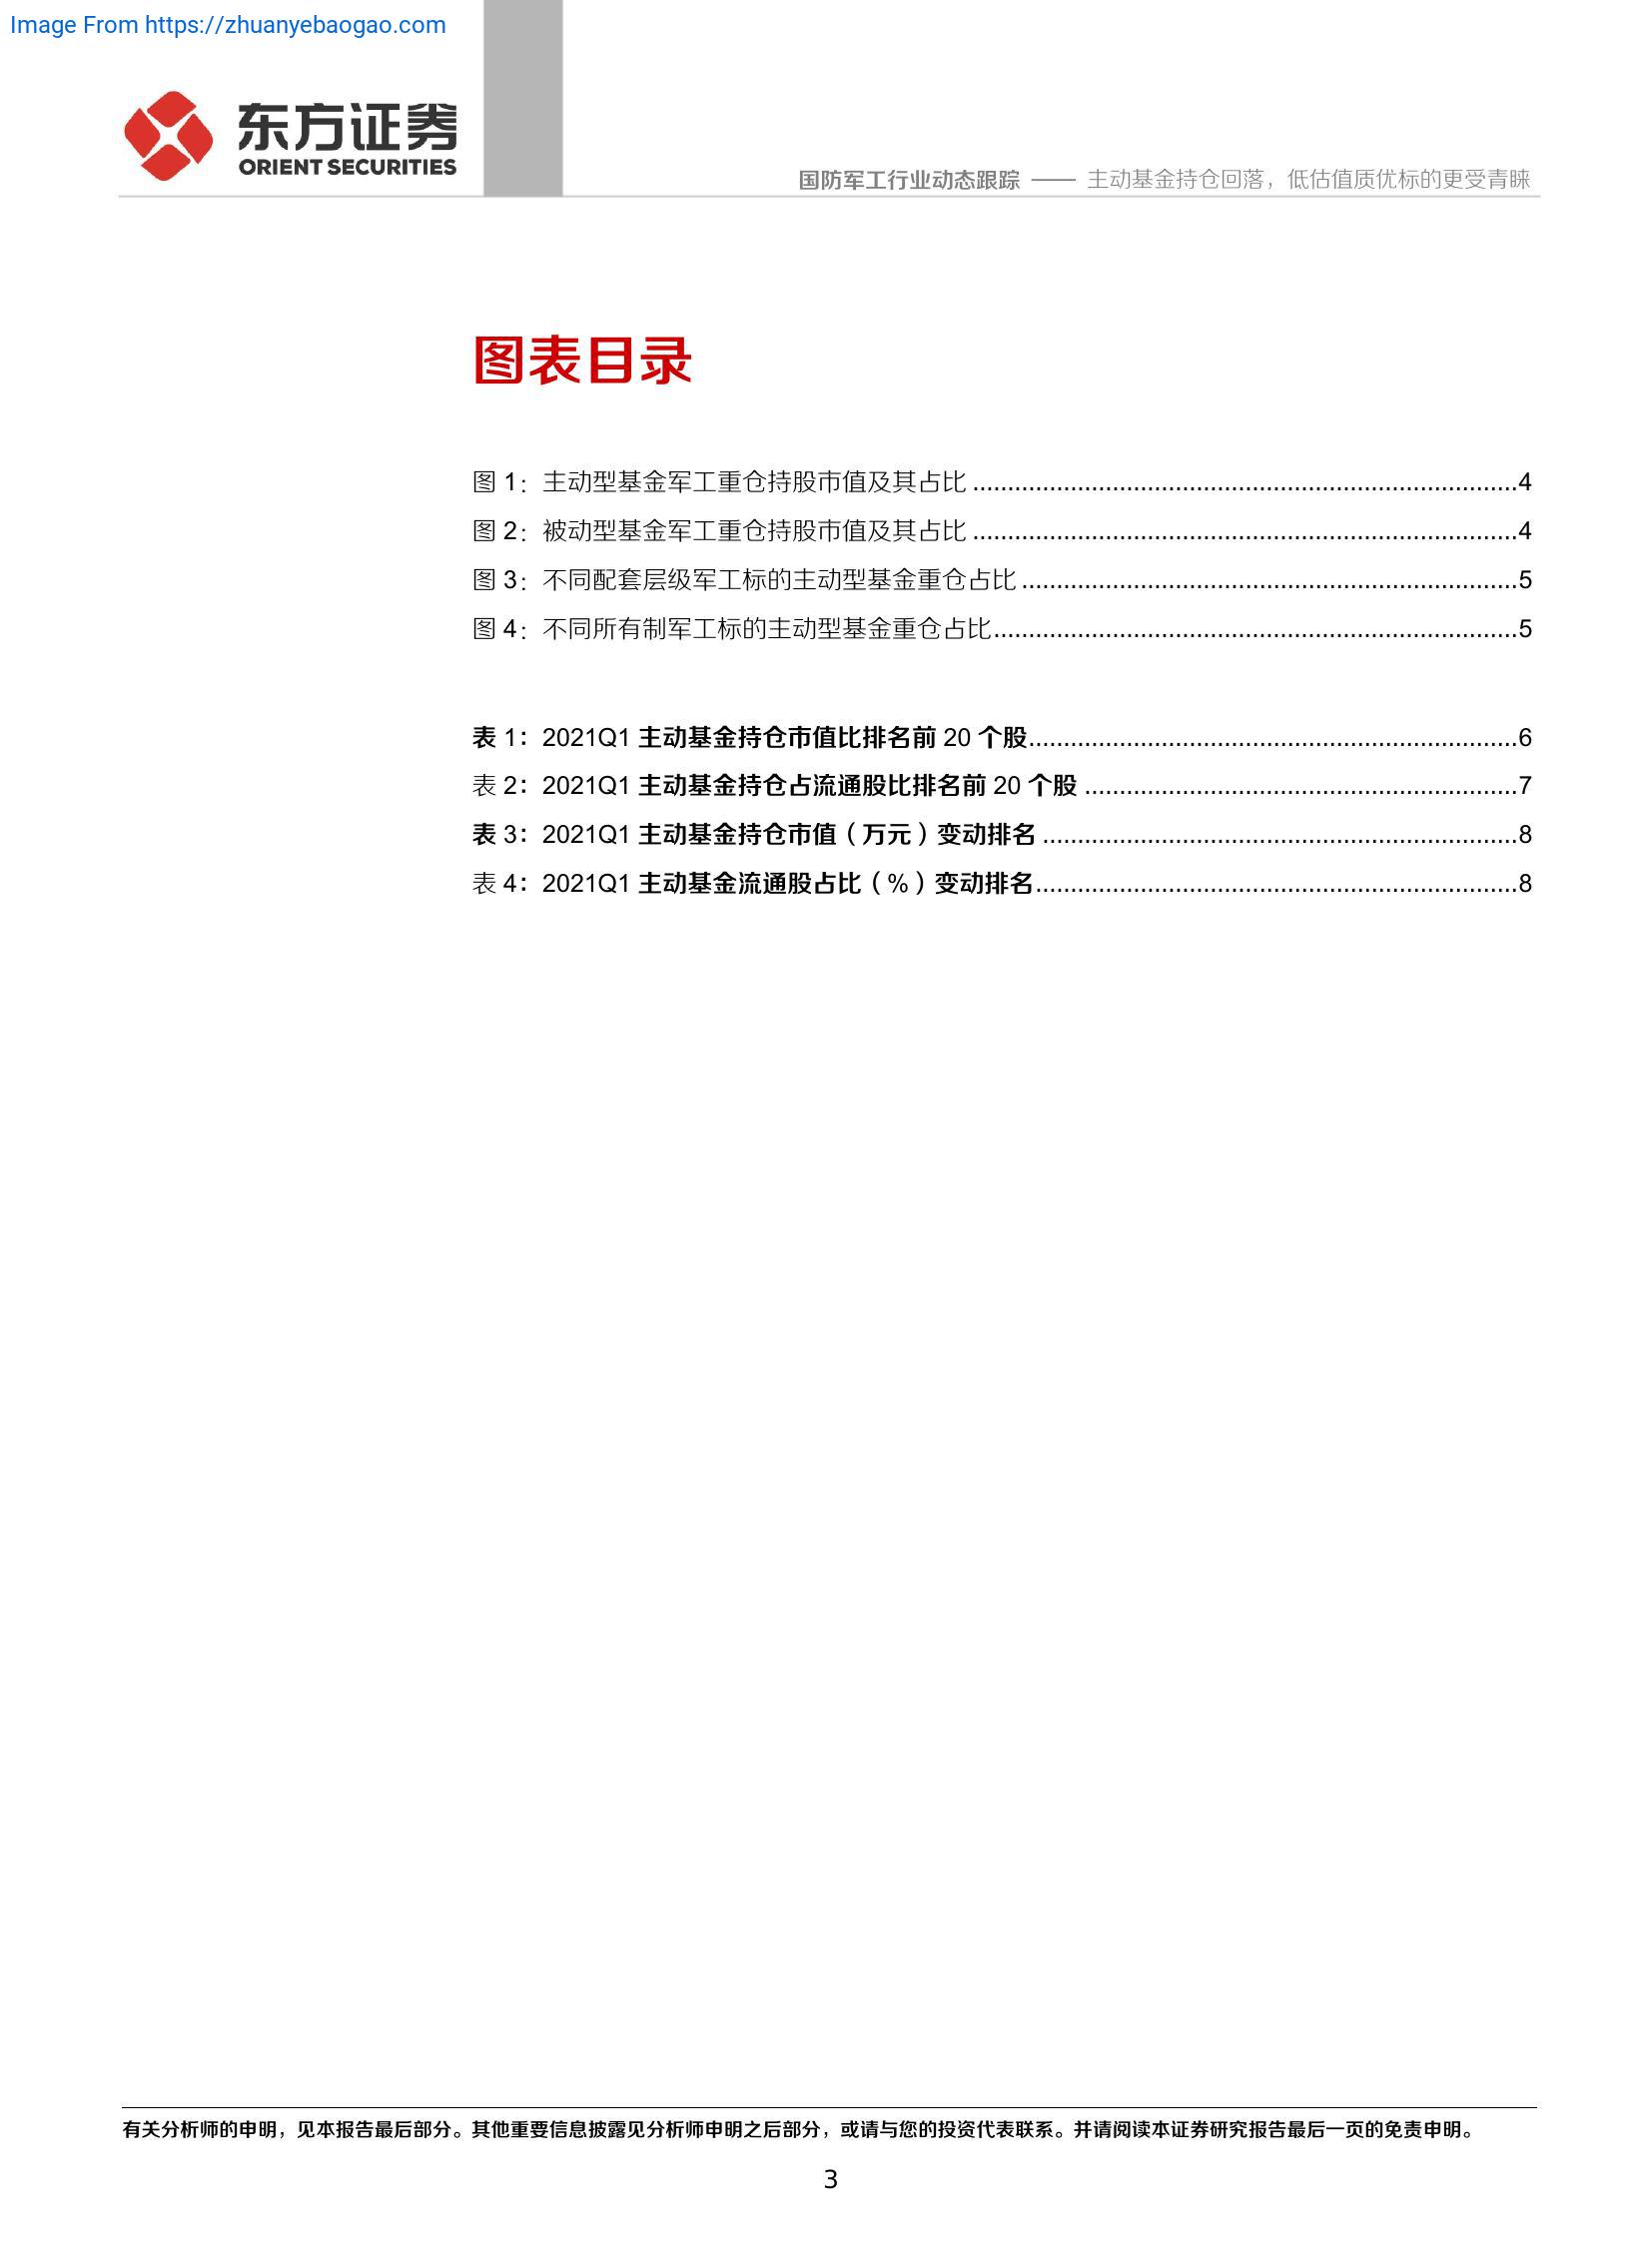 Image From https://zhuanyebaogao.com
东方证券
ORIENT SECURITIES
国防军工行业动态跟踪 —— 主动基金持仓回落，低估值质优标的更受青睐
图表目录
图 1：主动型基金军工重仓持股市值及其占比 ..............................................................................4
图 2：被动型基金军工重仓持股市值及其占比 ..............................................................................4
图 3：不同配套层级军工标的主动型基金重仓占比 .......................................................................5
图 4：不同所有制军工标的主动型基金重仓占比...........................................................................5
表 1：2021Q1 主动基金持仓市值比排名前 20 个股......................................................................6
表 2：2021Q1 主动基金持仓占流通股比排名前 20 个股 ..............................................................7
表 3：2021Q1 主动基金持仓市值（万元）变动排名 ....................................................................8
表 4：2021Q1 主动基金流通股占比（%）变动排名.....................................................................8
有关分析师的申明，见本报告最后部分。其他重要信息披露见分析师申明之后部分，或请与您的投资代表联系。并请阅读本证券研究报告最后一页的免责申明。
3